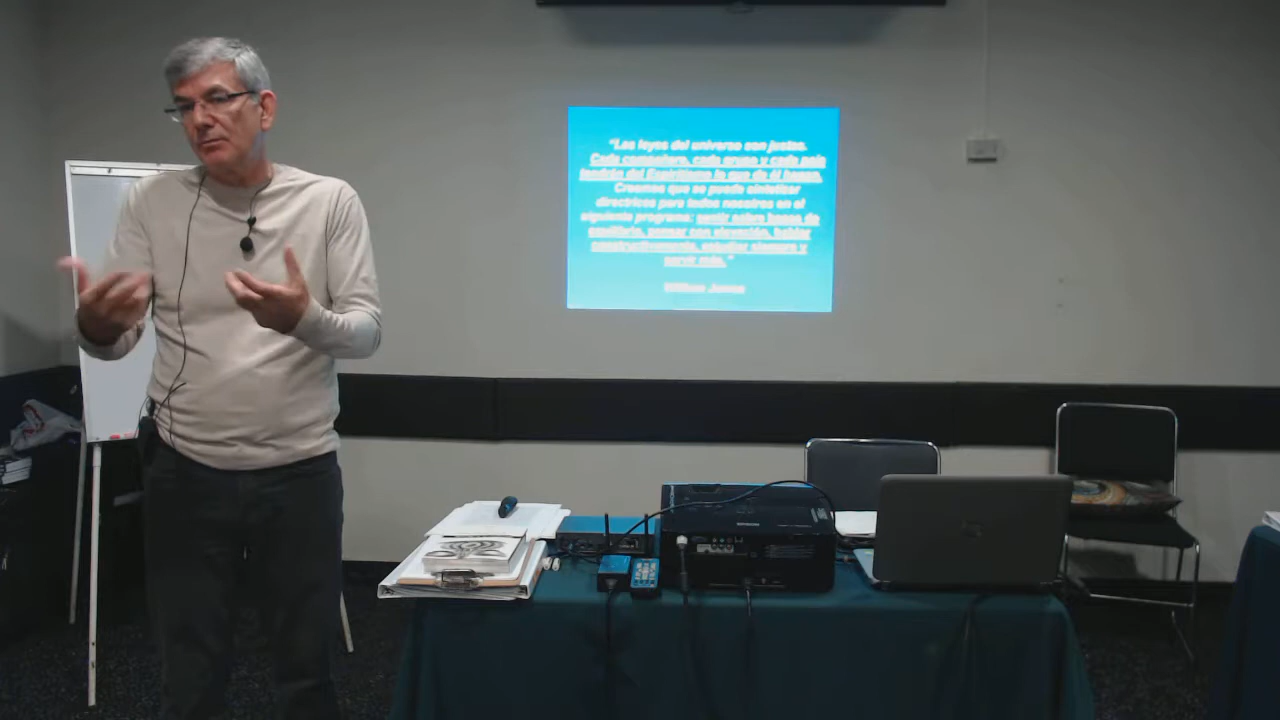 "Las leyes del universo son justas.
Cada compañero, cada grupo y cada país
tendrán del Espiritismo lo que de él hagan.
Creemos que se puede sintetizar
directrices para todos nosotros en el
siguiente programa: sentir sobre bases de
equilibrio, pensar con elevación, hablar
constructivamente, estudiar siempre y
servir más."
William James